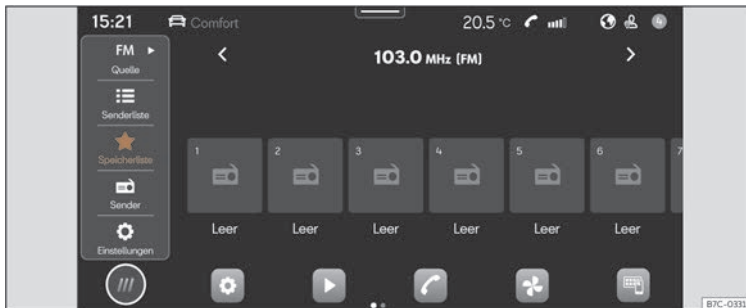 15:21 Comfort 20.5 °C 4
FM
Quelle
103.0 MHz (FM)
Senderliste
Speicherliste
1 2 3 4 5 6 7
Sender
Leer Leer Leer Leer Leer Leer
Einstellungen
B7C-0331